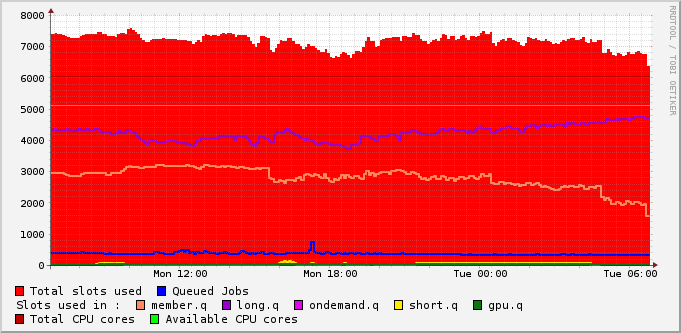 8000
7000
6000
5000
4000
3000
2000
1000
0
Mon 12:00 Mon 18:00 Tue 00:00 Tue 06:00
RRDTOOL / TOBI OETIKER
Total slots used Queued Jobs
Slots used in : member.q long.q ondemand.q short.q gpu.q
Total CPU cores Available CPU cores